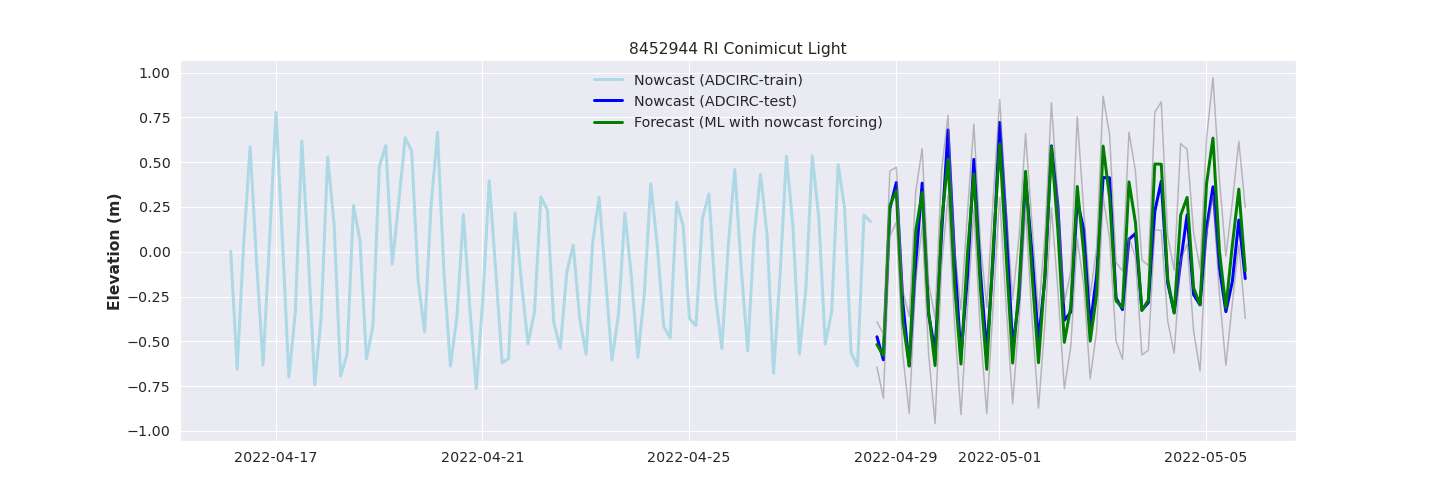 8452944 RI Conimicut Light
Nowcast (ADCIRC-train)
Nowcast (ADCIRC-test)
Forecast (ML with nowcast forcing)
Elevation (m)
1.00
0.75
0.50
0.25
0.00
−0.25
−0.50
−0.75
−1.00
2022-04-17 2022-04-21 2022-04-25 2022-04-29 2022-05-01 2022-05-05